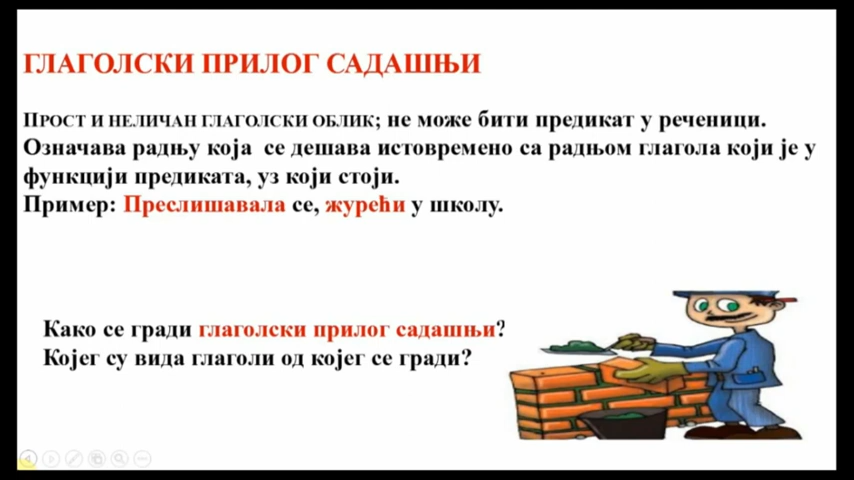 ГЛАГОЛСКИ ПРИЛОГ САДАШЊИ
ПРОСТ И НЕЛИЧАН ГЛАГОЛСКИ ОБЛИК; не може бити предикат у реченици.
Означава радњу која се дешава истовремено са радњом глагола који је у
функцији предиката, уз који стоји.
Пример: Преслишавала се, журећи у школу.
Како се гради глаголски прилог садашњи?
Којег су вида глаголи од којег се гради?